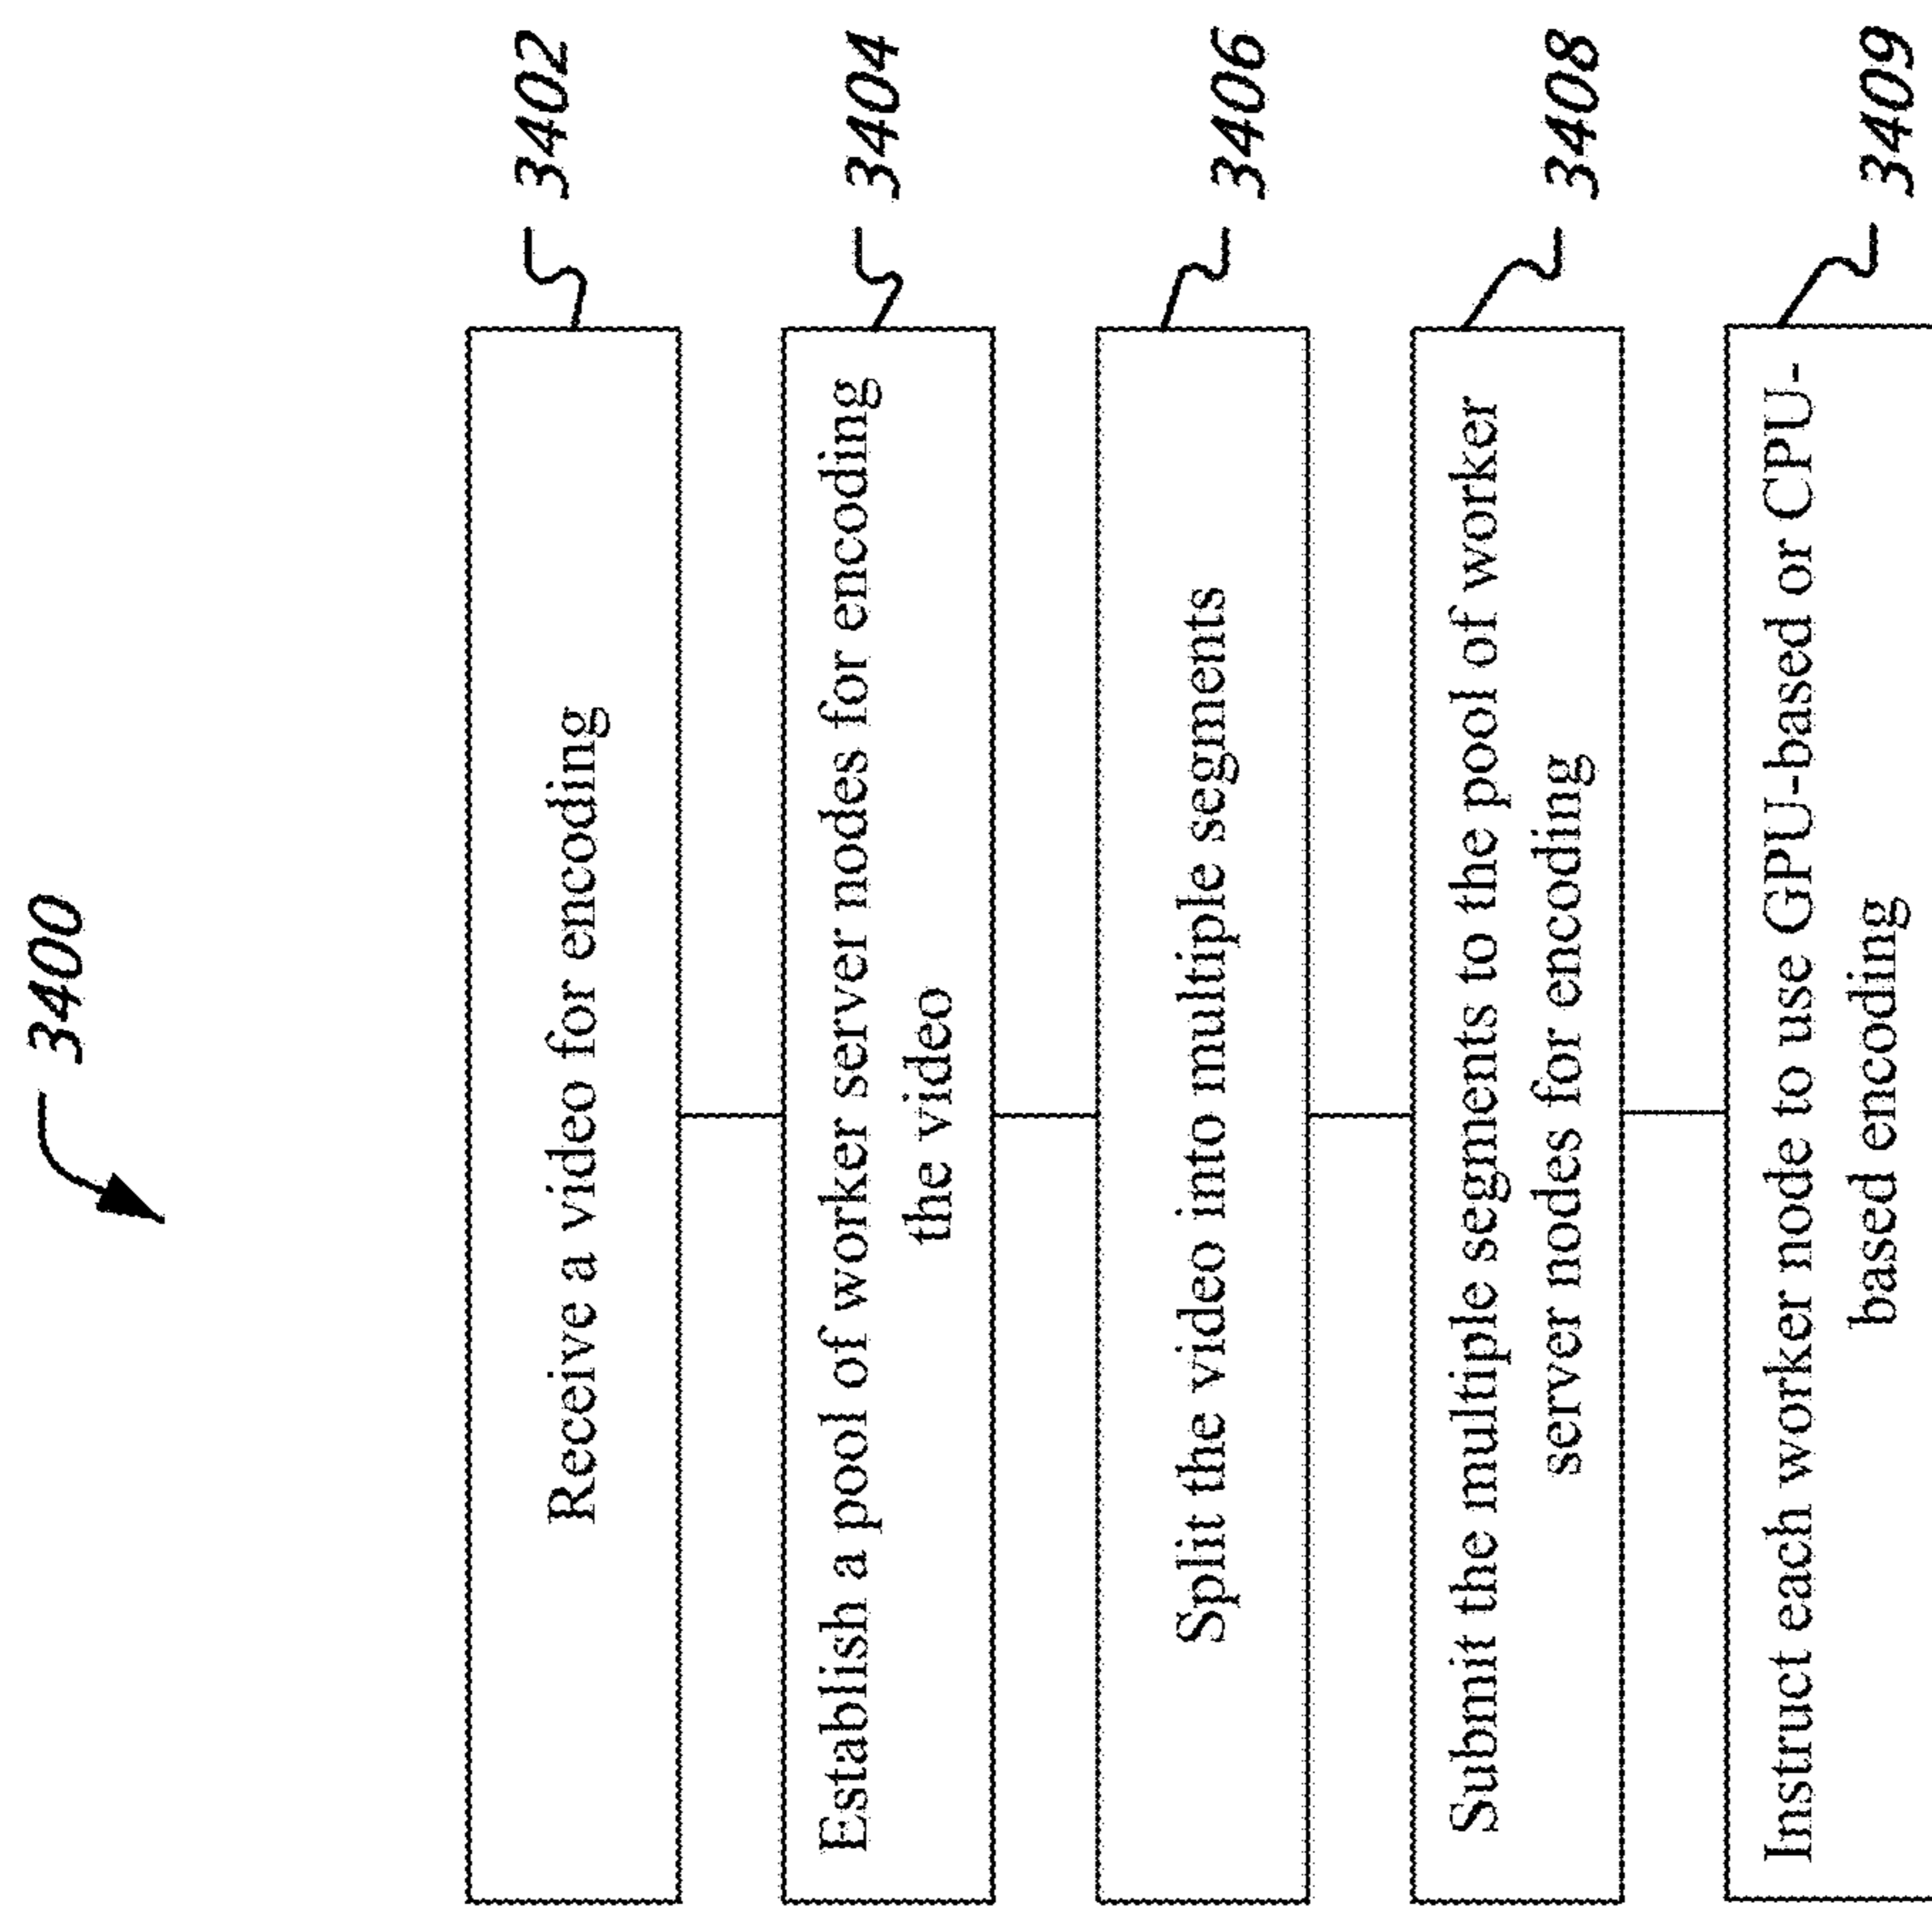 3400
Receive a video for encoding
3402
Establish a pool of worker server nodes for encoding
the video
3404
Split the video into multiple segments
3406
Submit the multiple segments to the pool of worker
server nodes for encoding
3408
Instruct each worker node to use GPU-based or CPU-
based encoding
3409